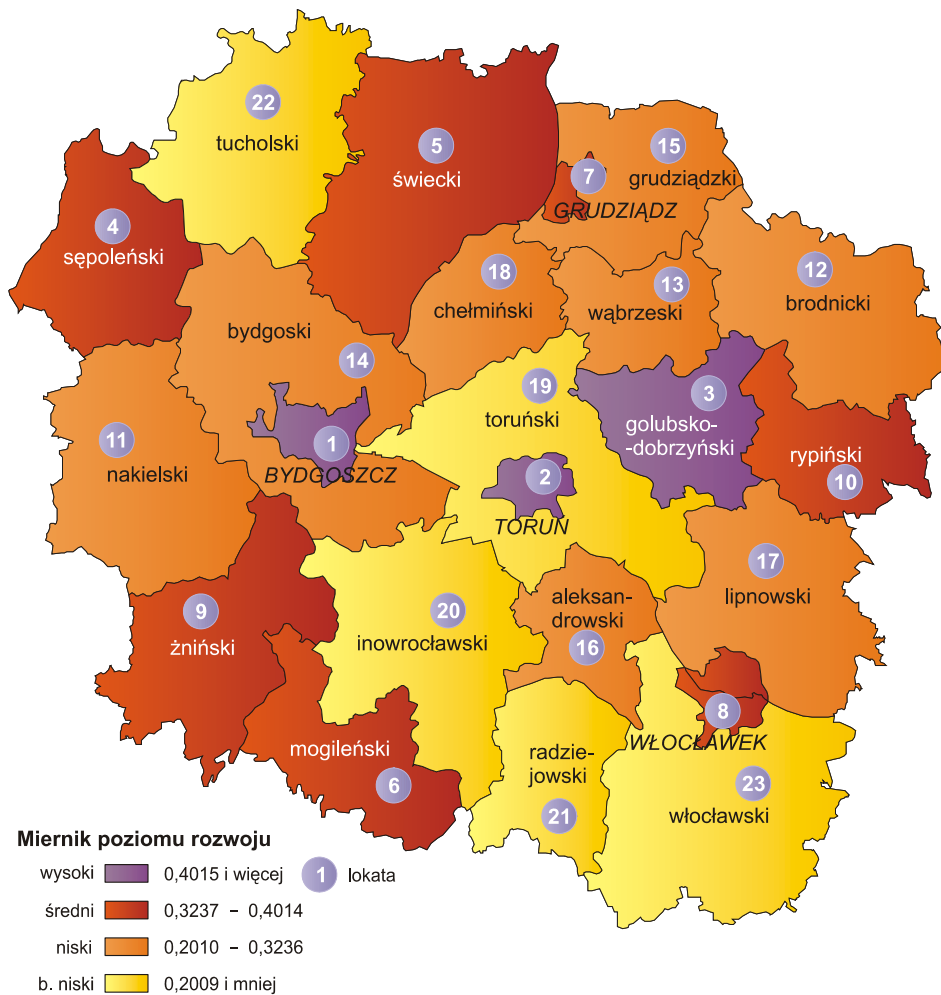 22
tucholski
5
świecki
15
grudziądzki
7
GRUDZIĄDZ
4
sępoleński
18
chełmiński
13
wąbrzeski
12
brodnicki
bydgoski
14
19
toruński
3
golubsko-
-dobrzyński
11
nakielski
1
BYDGOSZCZ
2
TORUŃ
rypiński
10
17
lipnowski
aleksan-
drowski
16
9
żniński
20
inowrocławski
8
WŁOCŁAWEK
mogileński
6
radzie-
jowski
21
23
włocławski
Miernik poziomu rozwoju
wysoki 0,4015 i więcej 1 lokata
średni 0,3237 – 0,4014
niski 0,2010 – 0,3236
b. niski 0,2009 i mniej